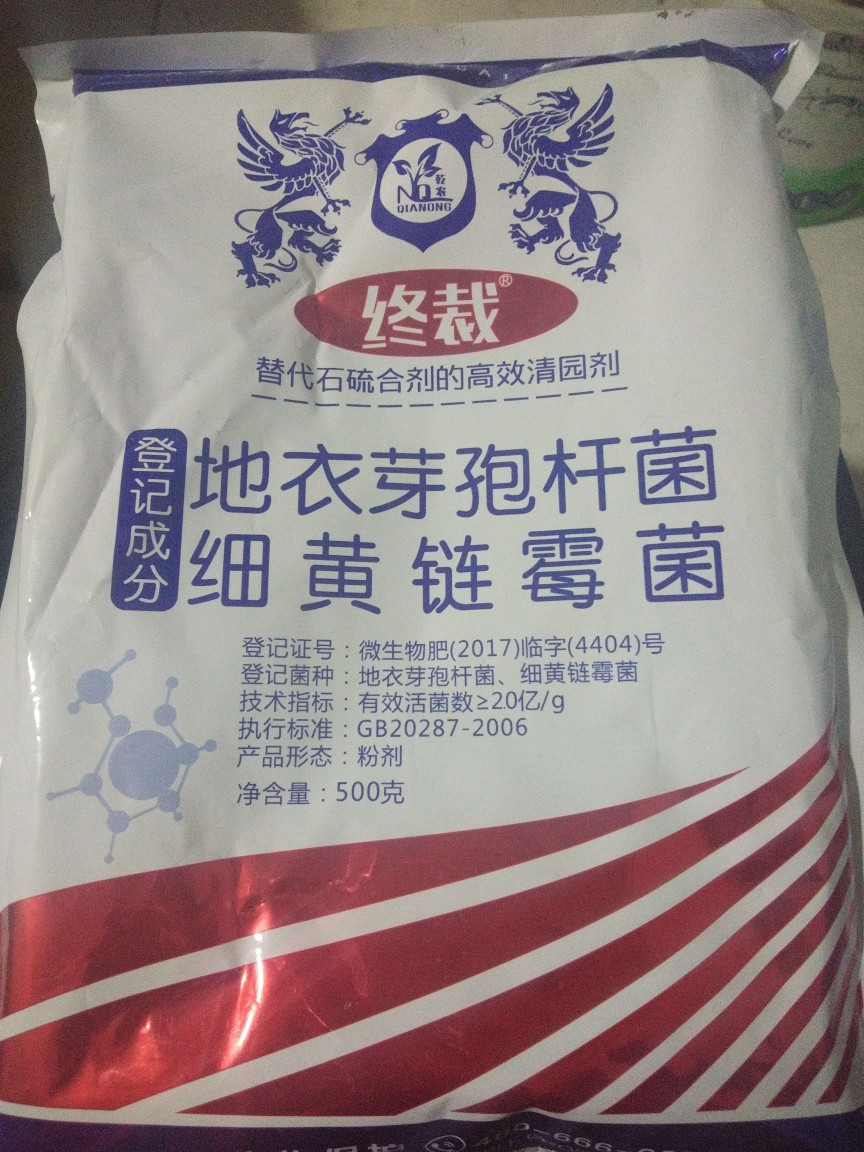 乾农
QIANONG
终裁®
替代石硫合剂的高效清园剂
登记成分
地衣芽孢杆菌
细黄链霉菌
登记证号：微生物肥(2017)临字(4404)号
登记菌种：地衣芽孢杆菌、细黄链霉菌
技术指标：有效活菌数≥2.0亿/g
执行标准：GB20287-2006
产品形态：粉剂
净含量：500克